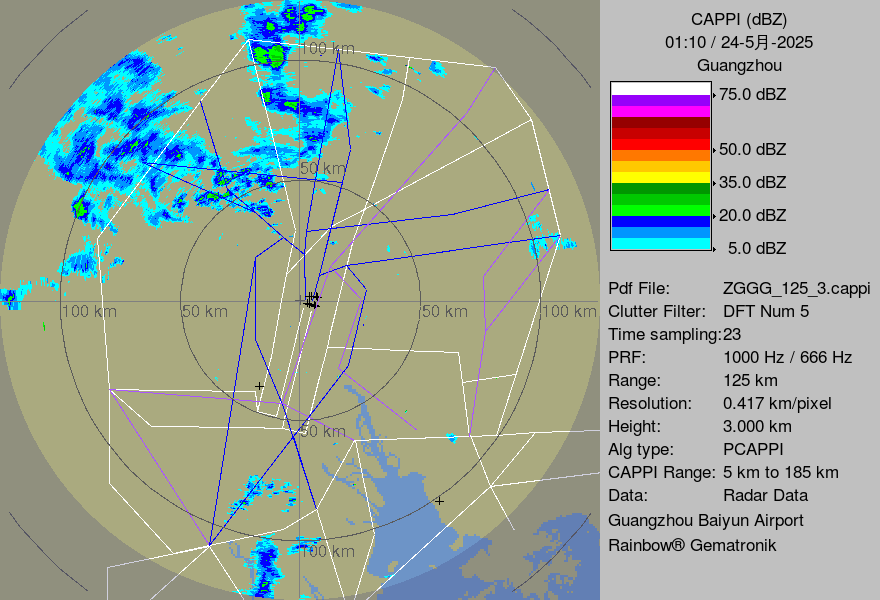 CAPPI (dBZ)
01:10 / 24-5月-2025
Guangzhou
75.0 dBZ
50.0 dBZ
35.0 dBZ
20.0 dBZ
5.0 dBZ
Pdf File: ZGGG_125_3.cappi
Clutter Filter: DFT Num 5
Time sampling:23
PRF: 1000 Hz / 666 Hz
Range: 125 km
Resolution: 0.417 km/pixel
Height: 3.000 km
Alg type: PCAPPI
CAPPI Range: 5 km to 185 km
Data: Radar Data
Guangzhou Baiyun Airport
Rainbow® Gematronik
100 km
50 km
100 km
50 km
50 km
100 km
50 km
100 km